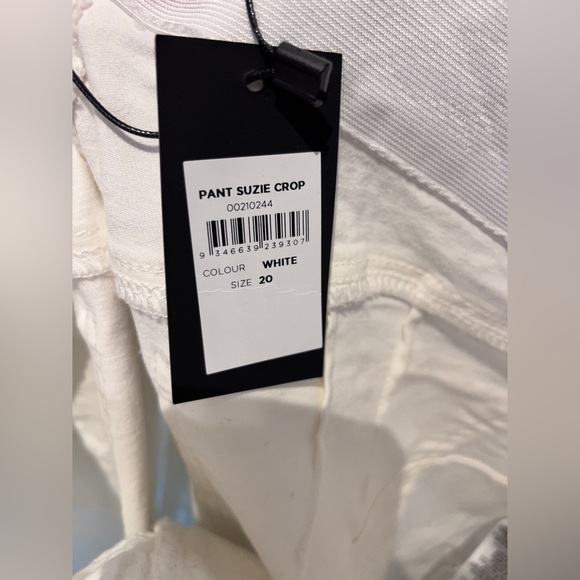 PANT SUZIE CROP
00210244
9 346639 239307
COLOUR WHITE
SIZE 20